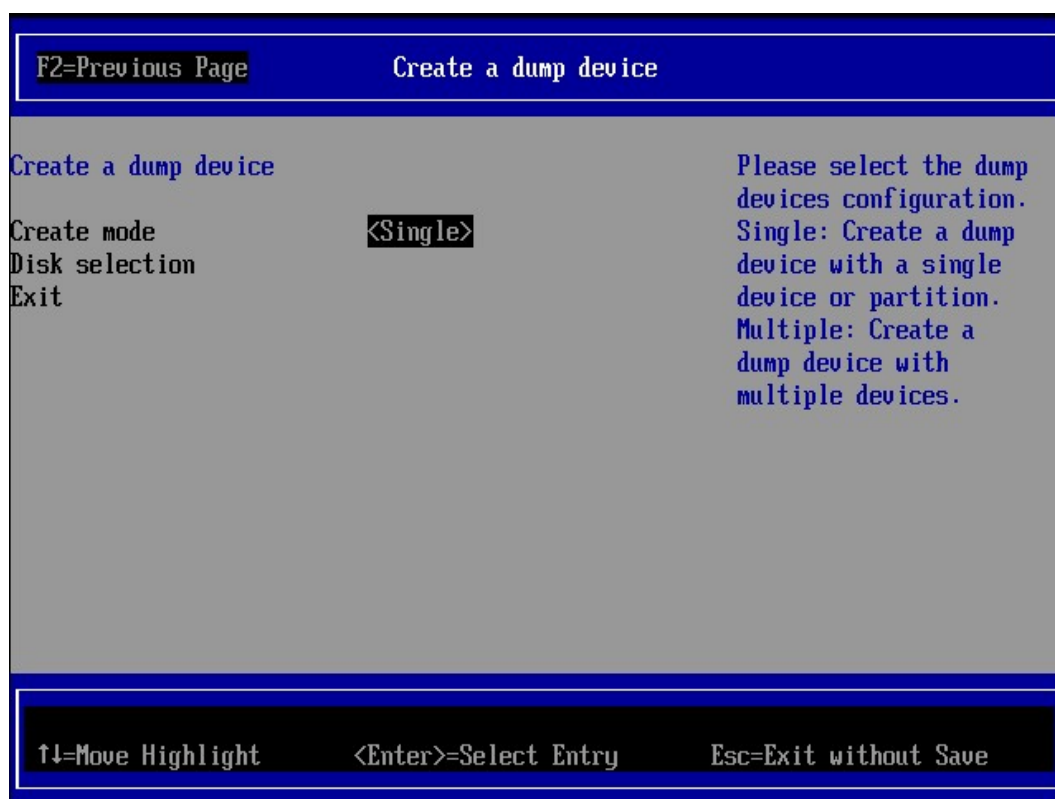 F2=Previous Page Create a dump device
Create a dump device
Create mode <Single>
Disk selection
Exit
Please select the dump
devices configuration.
Single: Create a dump
device with a single
device or partition.
Multiple: Create a
dump device with
multiple devices.
↑↓=Move Highlight <Enter>=Select Entry Esc=Exit without Save